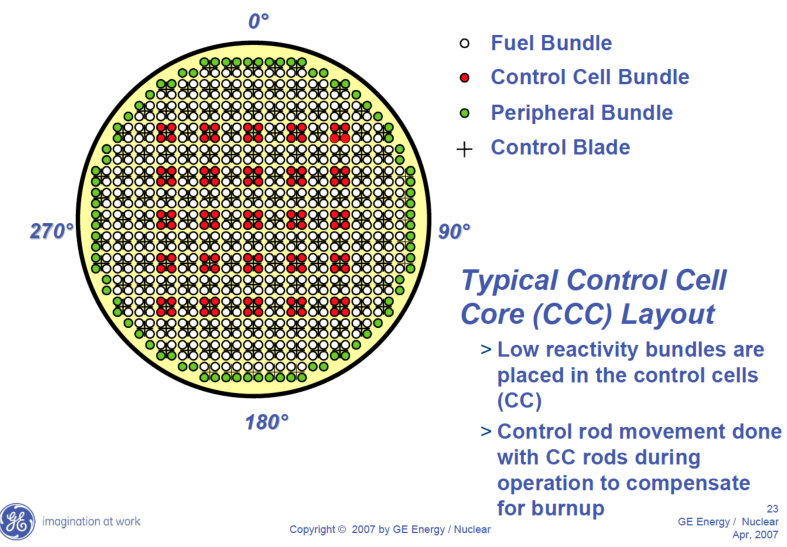 0°
270°
90°
180°
Fuel Bundle
Control Cell Bundle
Peripheral Bundle
Control Blade
Typical Control Cell
Core (CCC) Layout
> Low reactivity bundles are
placed in the control cells
(CC)
> Control rod movement done
with CC rods during
operation to compensate
for burnup
imagination at work
Copyright © 2007 by GE Energy / Nuclear
23
GE Energy / Nuclear
Apr, 2007